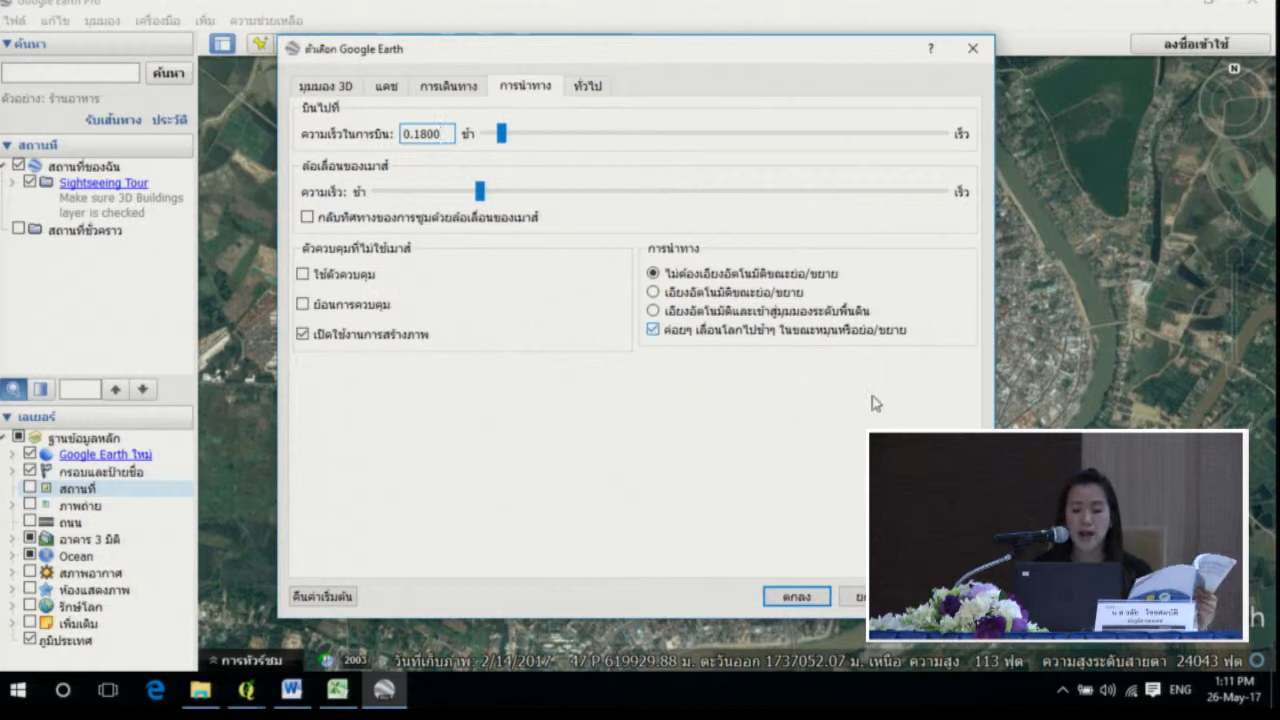 Google Earth Pro
ไฟล์ แก้ไข มุมมอง เครื่องมือ เพิ่ม ความช่วยเหลือ
▼ค้นหา
ค้นหา
ตัวอย่าง: ร้านอาหาร
รับเส้นทาง ประวัติ
▼ สถานที่
สถานที่ของฉัน
Sightseeing Tour
Make sure 3D Buildings
layer is checked
สถานที่ชั่วคราว
▼ เลเยอร์
ฐานข้อมูลหลัก
Google Earth ใหม่
กรอบและป้ายชื่อ
สถานที่
ภาพถ่าย
ถนน
อาคาร 3 มิติ
Ocean
สภาพอากาศ
ห้องแสดงภาพ
รักษ์โลก
เพิ่มเติม
ภูมิประเทศ
ตัวเลือก Google Earth
?
มุมมอง 3D แคช การเดินทาง การนำทาง ทั่วไป
บินไปที่
ความเร็วในการบิน: 0.1800 ช้า เร็ว
ล้อเลื่อนของเมาส์
ความเร็ว: ช้า เร็ว
กลับทิศทางของการซูมด้วยล้อเลื่อนของเมาส์
ตัวควบคุมที่ไม่ใช่เมาส์
ใช้ตัวควบคุม
ย้อนการควบคุม
เปิดใช้งานการสร้างภาพ
การนำทาง
ไม่ต้องเอียงอัตโนมัติขณะย่อ/ขยาย
เอียงอัตโนมัติขณะย่อ/ขยาย
เอียงอัตโนมัติและเข้าสู่มุมมองระดับพื้นดิน
ค่อยๆ เลื่อนโลกไปช้าๆ ในขณะหมุนหรือย่อ/ขยาย
คืนค่าเริ่มต้น ตกลง
ลงชื่อเข้าใช้
N
การทัวร์ชม 2003 วันที่เก็บภาพ: 2/14/2017 47 P 619929.88 ม. ตะวันออก 1737052.07 ม. เหนือ ความสูง 113 ฟุต ความสูงระดับสายตา 24043 ฟุต
ENG
1:11 PM
26-May-17